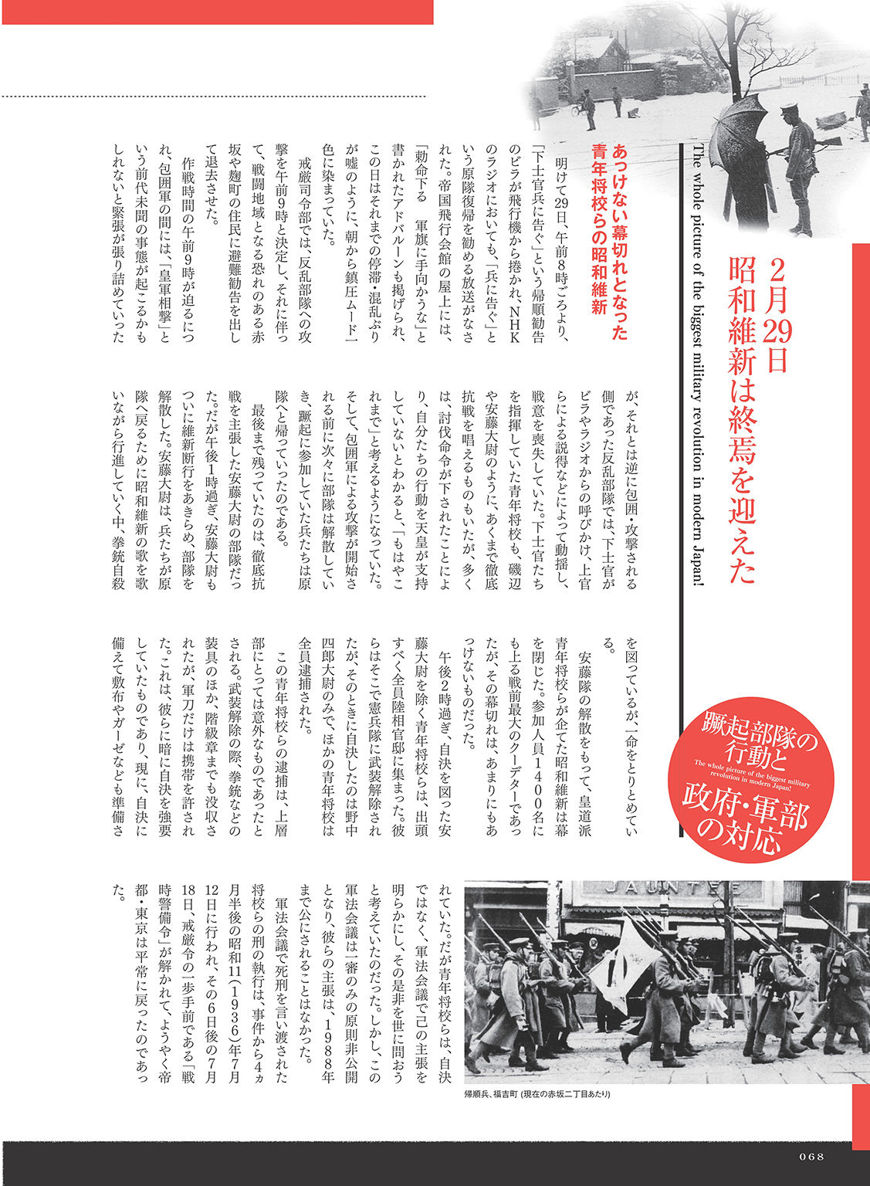 2月29日
昭和維新は終焉を迎えた
The whole picture of the biggest military revolution in modern Japan!
あっけない幕切れとなった
青年将校らの昭和維新
明けて29日、午前8時ごろより、
「下士官兵に告ぐ」という帰順勧告
のビラが飛行機から捲かれ、NHK
のラジオにおいても、「兵に告ぐ」と
いう原隊復帰を勧める放送がなさ
れた。帝国飛行会館の屋上には、
「勅命下る　軍旗に手向かうな」と
書かれたアドバルーンも掲げられ、
この日はそれまでの停滞・混乱ぶり
が嘘のように、朝から鎮圧ムード一
色に染まっていた。
戒厳司令部では、反乱部隊への攻
撃を午前9時と決定し、それに伴っ
て、戦闘地域となる恐れのある赤
坂や麹町の住民に避難勧告を出し
て退去させた。
作戦時間の午前9時が迫るにつ
れ、包囲軍の間には、「皇軍相撃」と
いう前代未聞の事態が起こるかも
しれないと緊張が張り詰めていった
が、それとは逆に包囲・攻撃される
側であった反乱部隊では、下士官が
ビラやラジオからの呼びかけ、上官
らによる説得などによって動揺し、
戦意を喪失していた。下士官たち
を指揮していた青年将校も、磯辺
や安藤大尉のように、あくまで徹底
抗戦を唱えるものもいたが、多く
は、討伐命令が下されたことによ
り、自分たちの行動を天皇が支持
していないとわかると、「もはやこ
れまで」と考えるようになっていた。
そして、包囲軍による攻撃が開始さ
れる前に次々に部隊は解散してい
き、蹶起に参加していた兵たちは原
隊へと帰っていったのである。
最後まで残っていたのは、徹底抗
戦を主張した安藤大尉の部隊だっ
た。だが午後1時過ぎ、安藤大尉も
ついに維新断行をあきらめ、部隊を
解散した。安藤大尉は、兵たちが原
隊へ戻るために昭和維新の歌を歌
いながら行進していく中、拳銃自殺
を図っているが、一命をとりとめてい
る。
安藤隊の解散をもって、皇道派
青年将校らが企てた昭和維新は幕
を閉じた。参加人員1400名に
も上る戦前最大のクーデターであっ
たが、その幕切れは、あまりにもあ
っけないものだった。
午後2時過ぎ、自決を図った安
藤大尉を除く青年将校らは、出頭
すべく全員陸相官邸に集まった。彼
らはそこで憲兵隊に武装解除され
たが、そのときに自決したのは野中
四郎大尉のみで、ほかの青年将校は
全員逮捕された。
この青年将校らの逮捕は、上層
部にとっては意外なものであったと
される。武装解除の際、拳銃などの
装具のほか、階級章までも没収さ
れたが、軍刀だけは携帯を許され
た。これは、彼らに暗に自決を強要
していたものであり、現に、自決に
備えて敷布やガーゼなども準備さ
れていた。だが青年将校らは、自決
ではなく、軍法会議で己の主張を
明らかにし、その是非を世に問おう
と考えていたのだった。しかし、この
軍法会議は一審のみの原則非公開
となり、彼らの主張は、1988年
まで公にされることはなかった。
軍法会議で死刑を言い渡された
将校らの刑の執行は、事件から4ヵ
月半後の昭和11(1936)年7月
12日に行われ、その6日後の7月
18日、戒厳令の一歩手前である「戦
時警備令」が解かれて、ようやく帝
都・東京は平常に戻ったのであっ
た。
蹶起部隊の
行動と
The whole picture of the biggest military
revolution in modern Japan!
政府・軍部
の対応
JAUNTEE
帰順兵、福吉町 (現在の赤坂二丁目あたり)
068